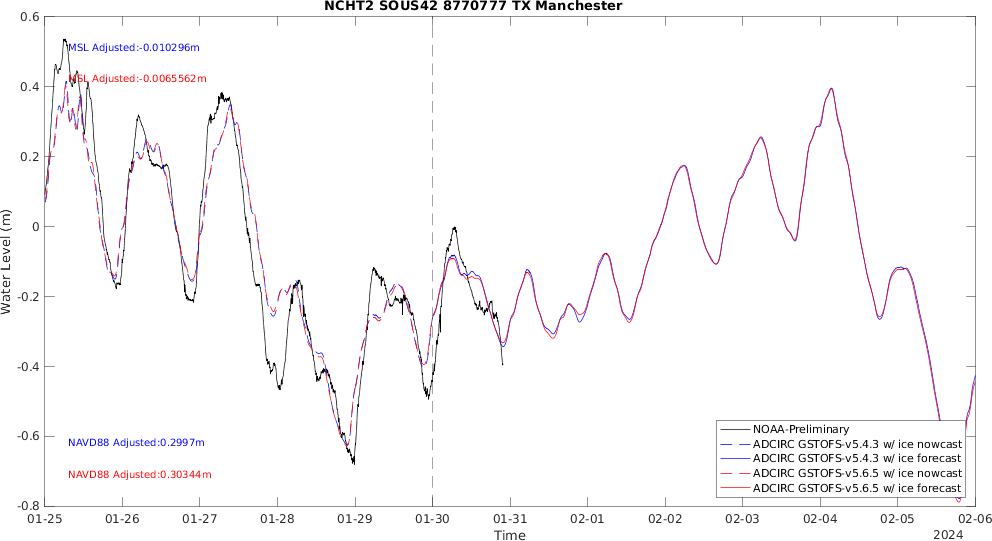 NCHT2 SOUS42 8770777 TX Manchester
0.6
0.4
0.2
0
-0.2
-0.4
-0.6
-0.8
Water Level (m)
MSL Adjusted:-0.010296m
MSL Adjusted:-0.0065562m
NAVD88 Adjusted:0.2997m
NAVD88 Adjusted:0.30344m
NOAA-Preliminary
ADCIRC GSTOFS-v5.4.3 w/ ice nowcast
ADCIRC GSTOFS-v5.4.3 w/ ice forecast
ADCIRC GSTOFS-v5.6.5 w/ ice nowcast
ADCIRC GSTOFS-v5.6.5 w/ ice forecast
01-25 01-26 01-27 01-28 01-29 01-30 01-31 02-01 02-02 02-03 02-04 02-05 02-06
Time
2024